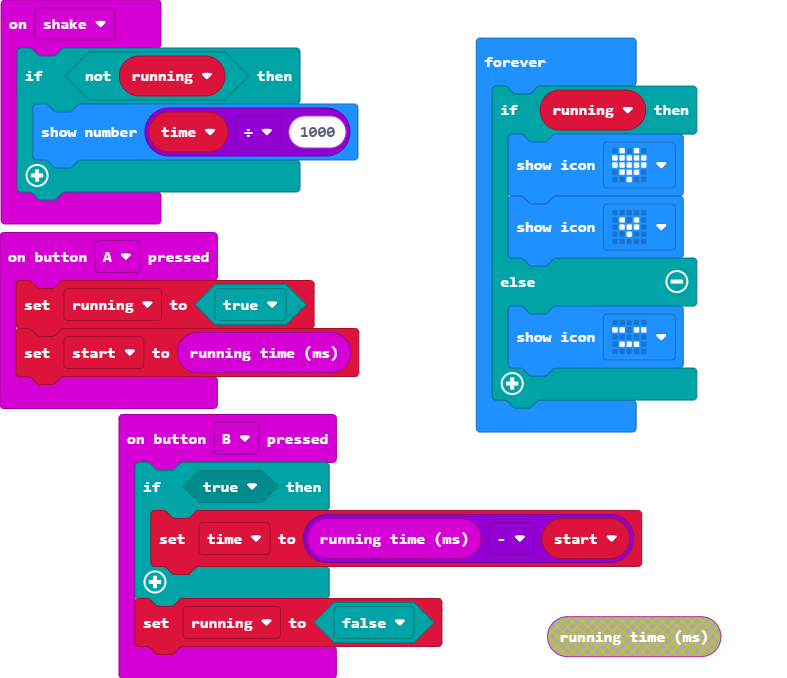 on shake
if not running then
show number time ÷ 1000
on button A pressed
set running to true
set start to running time (ms)
on button B pressed
if true then
set time to running time (ms) - start
set running to false
forever
if running then
show icon
show icon
else
show icon
running time (ms)